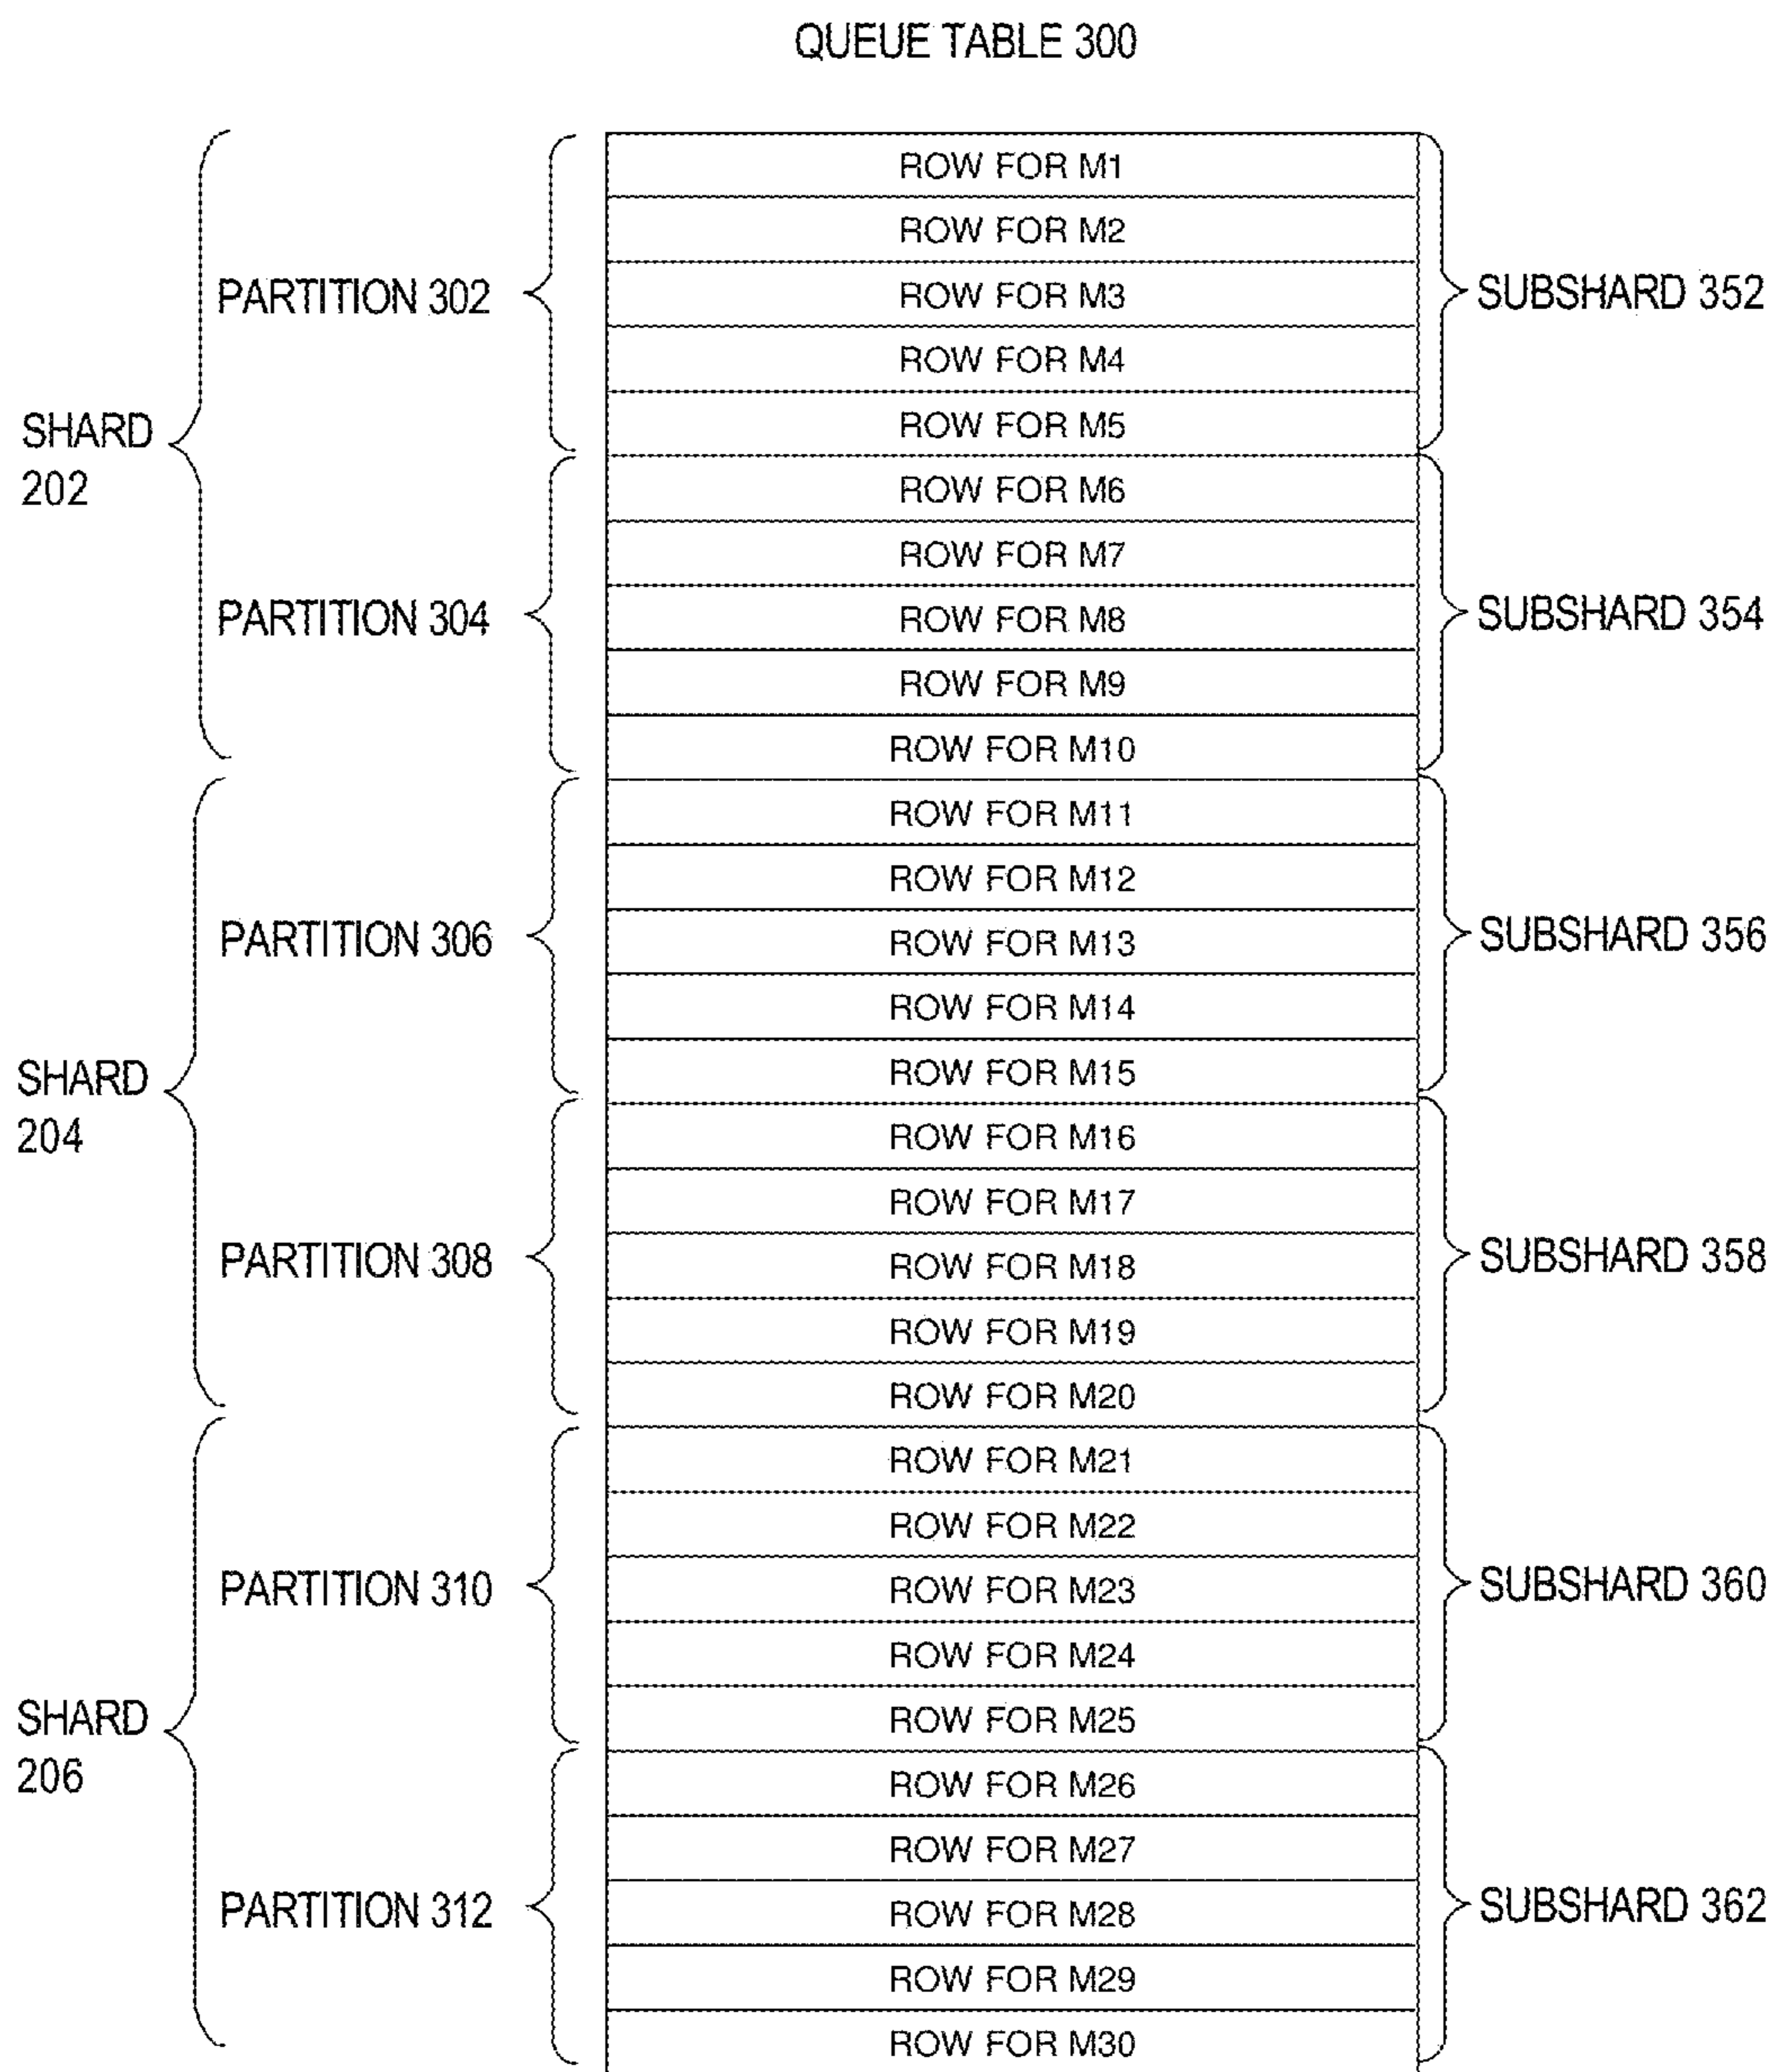 QUEUE TABLE 300
ROW FOR M1
ROW FOR M2
PARTITION 302
ROW FOR M3
SUBSHARD 352
ROW FOR M4
SHARD
202
ROW FOR M5
ROW FOR M6
ROW FOR M7
PARTITION 304
ROW FOR M8
SUBSHARD 354
ROW FOR M9
ROW FOR M10
ROW FOR M11
ROW FOR M12
PARTITION 306
ROW FOR M13
SUBSHARD 356
ROW FOR M14
SHARD
204
ROW FOR M15
ROW FOR M16
ROW FOR M17
PARTITION 308
ROW FOR M18
SUBSHARD 358
ROW FOR M19
ROW FOR M20
ROW FOR M21
ROW FOR M22
PARTITION 310
ROW FOR M23
SUBSHARD 360
ROW FOR M24
SHARD
206
ROW FOR M25
ROW FOR M26
ROW FOR M27
PARTITION 312
ROW FOR M28
SUBSHARD 362
ROW FOR M29
ROW FOR M30